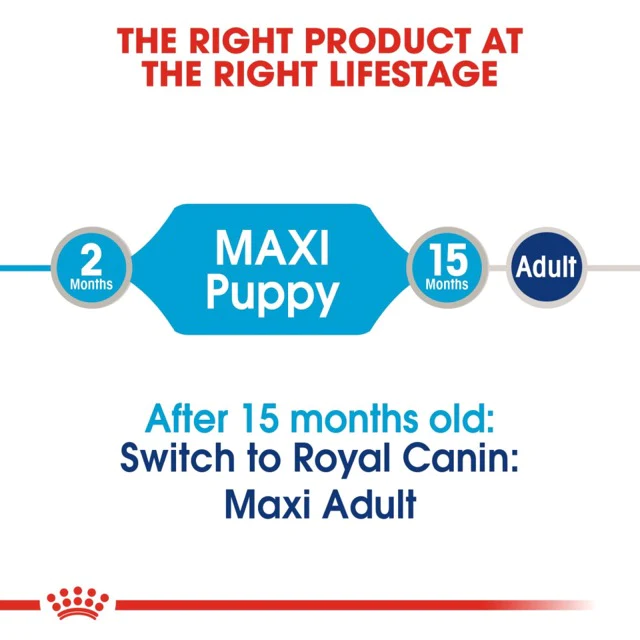 THE RIGHT PRODUCT AT
THE RIGHT LIFESTAGE
2
Months
MAXI
Puppy
15
Months
Adult
After 15 months old:
Switch to Royal Canin:
Maxi Adult